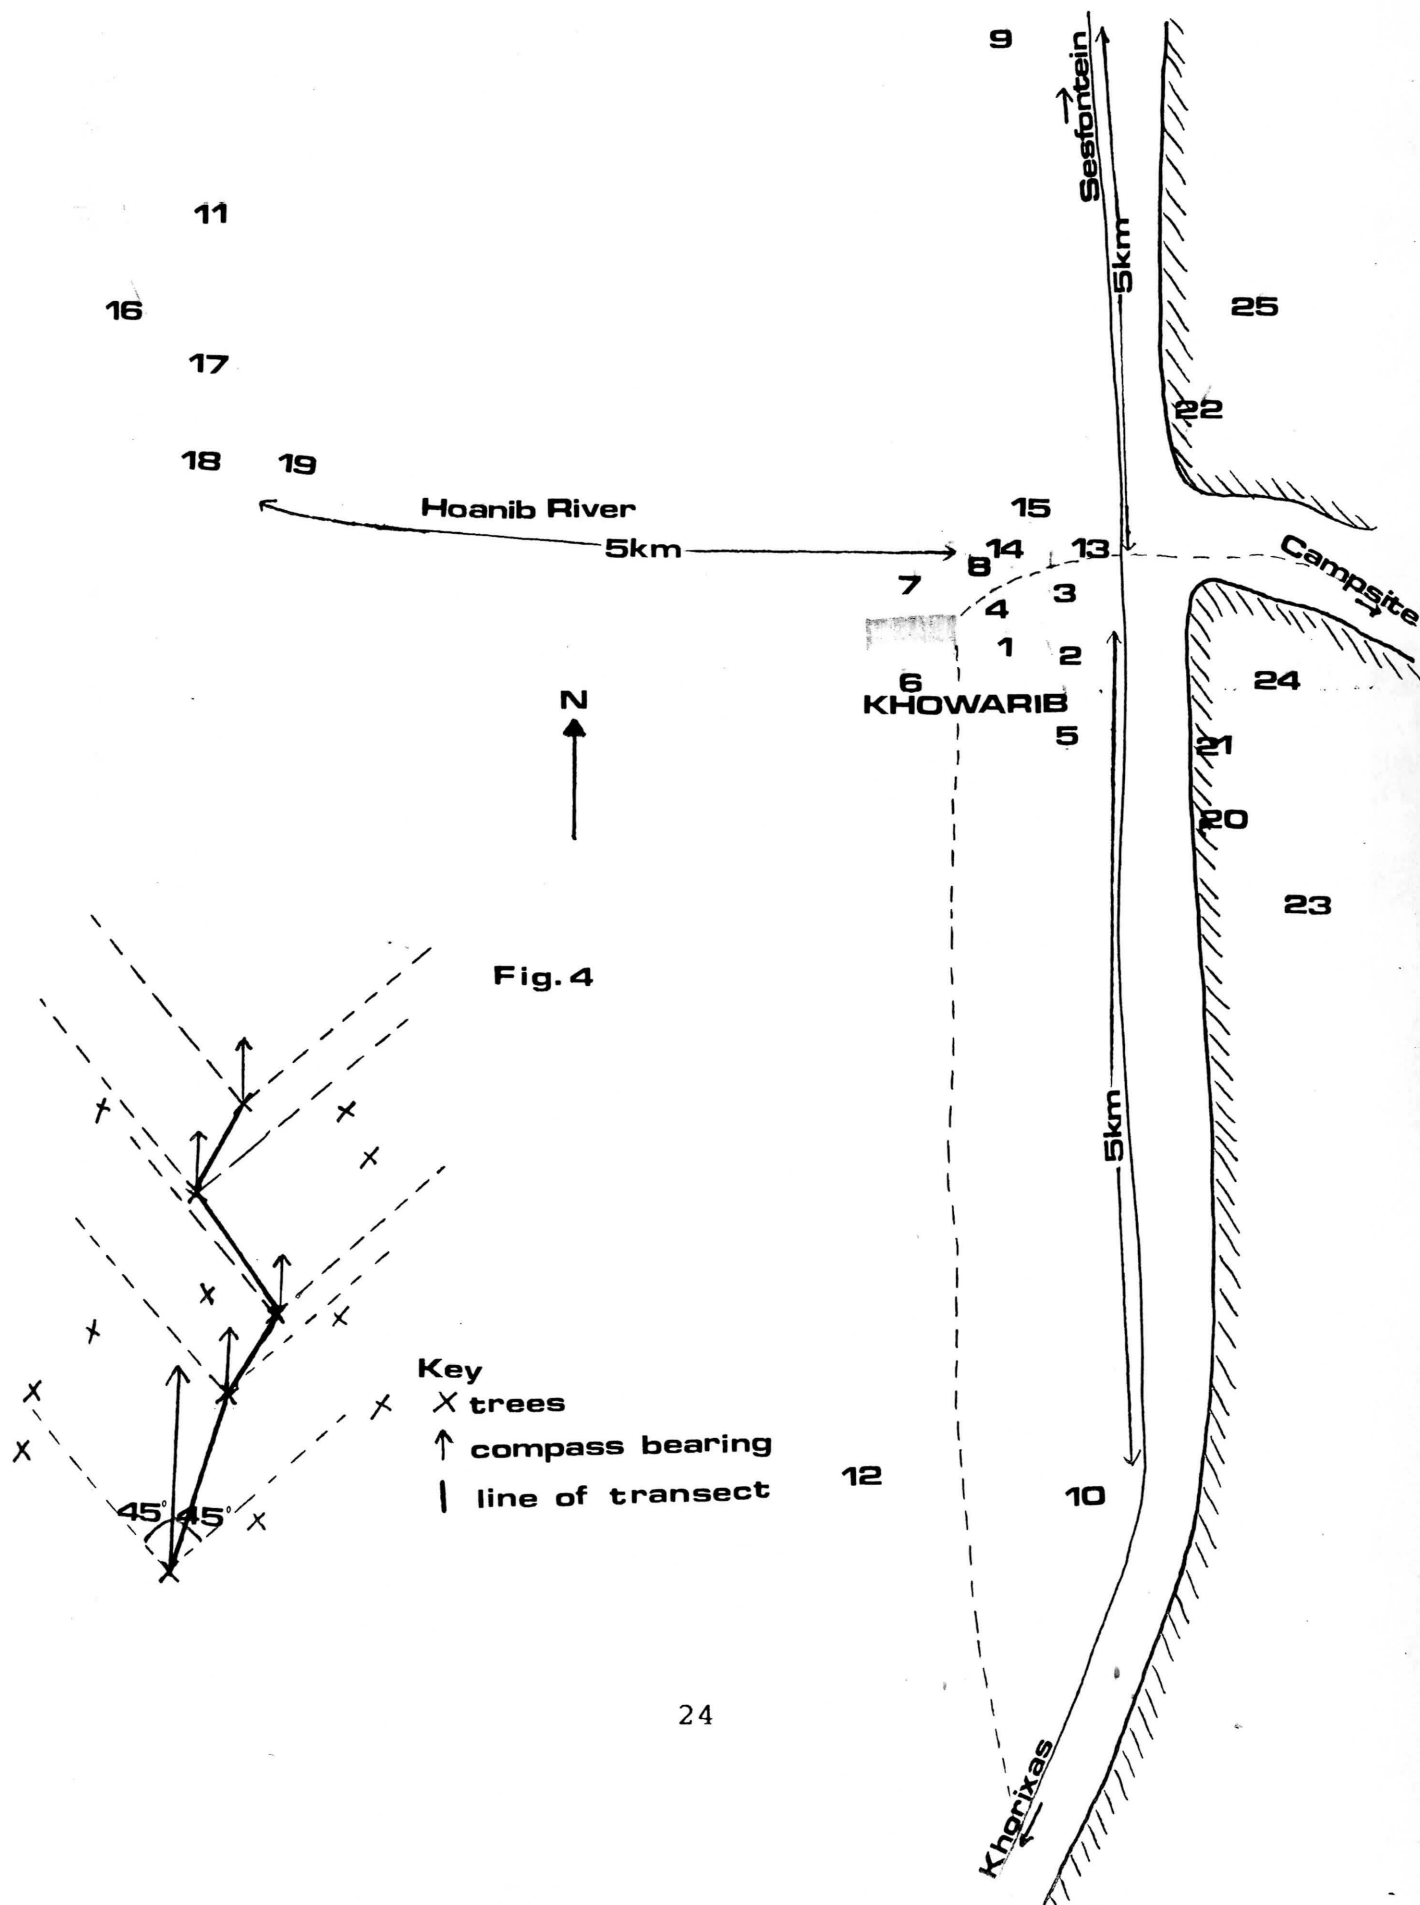 9
Sesfontein
5km
11
16
17
25
22
18 19
Hoanib River
5km
15
14 13
8
7
3
4
1
2
6
KHOWARIB
5
Campsite
24
21
20
23
N
Fig. 4
5km
Key
X trees
↑ compass bearing
| line of transect
45° 45°
12
10
24
Khorixas